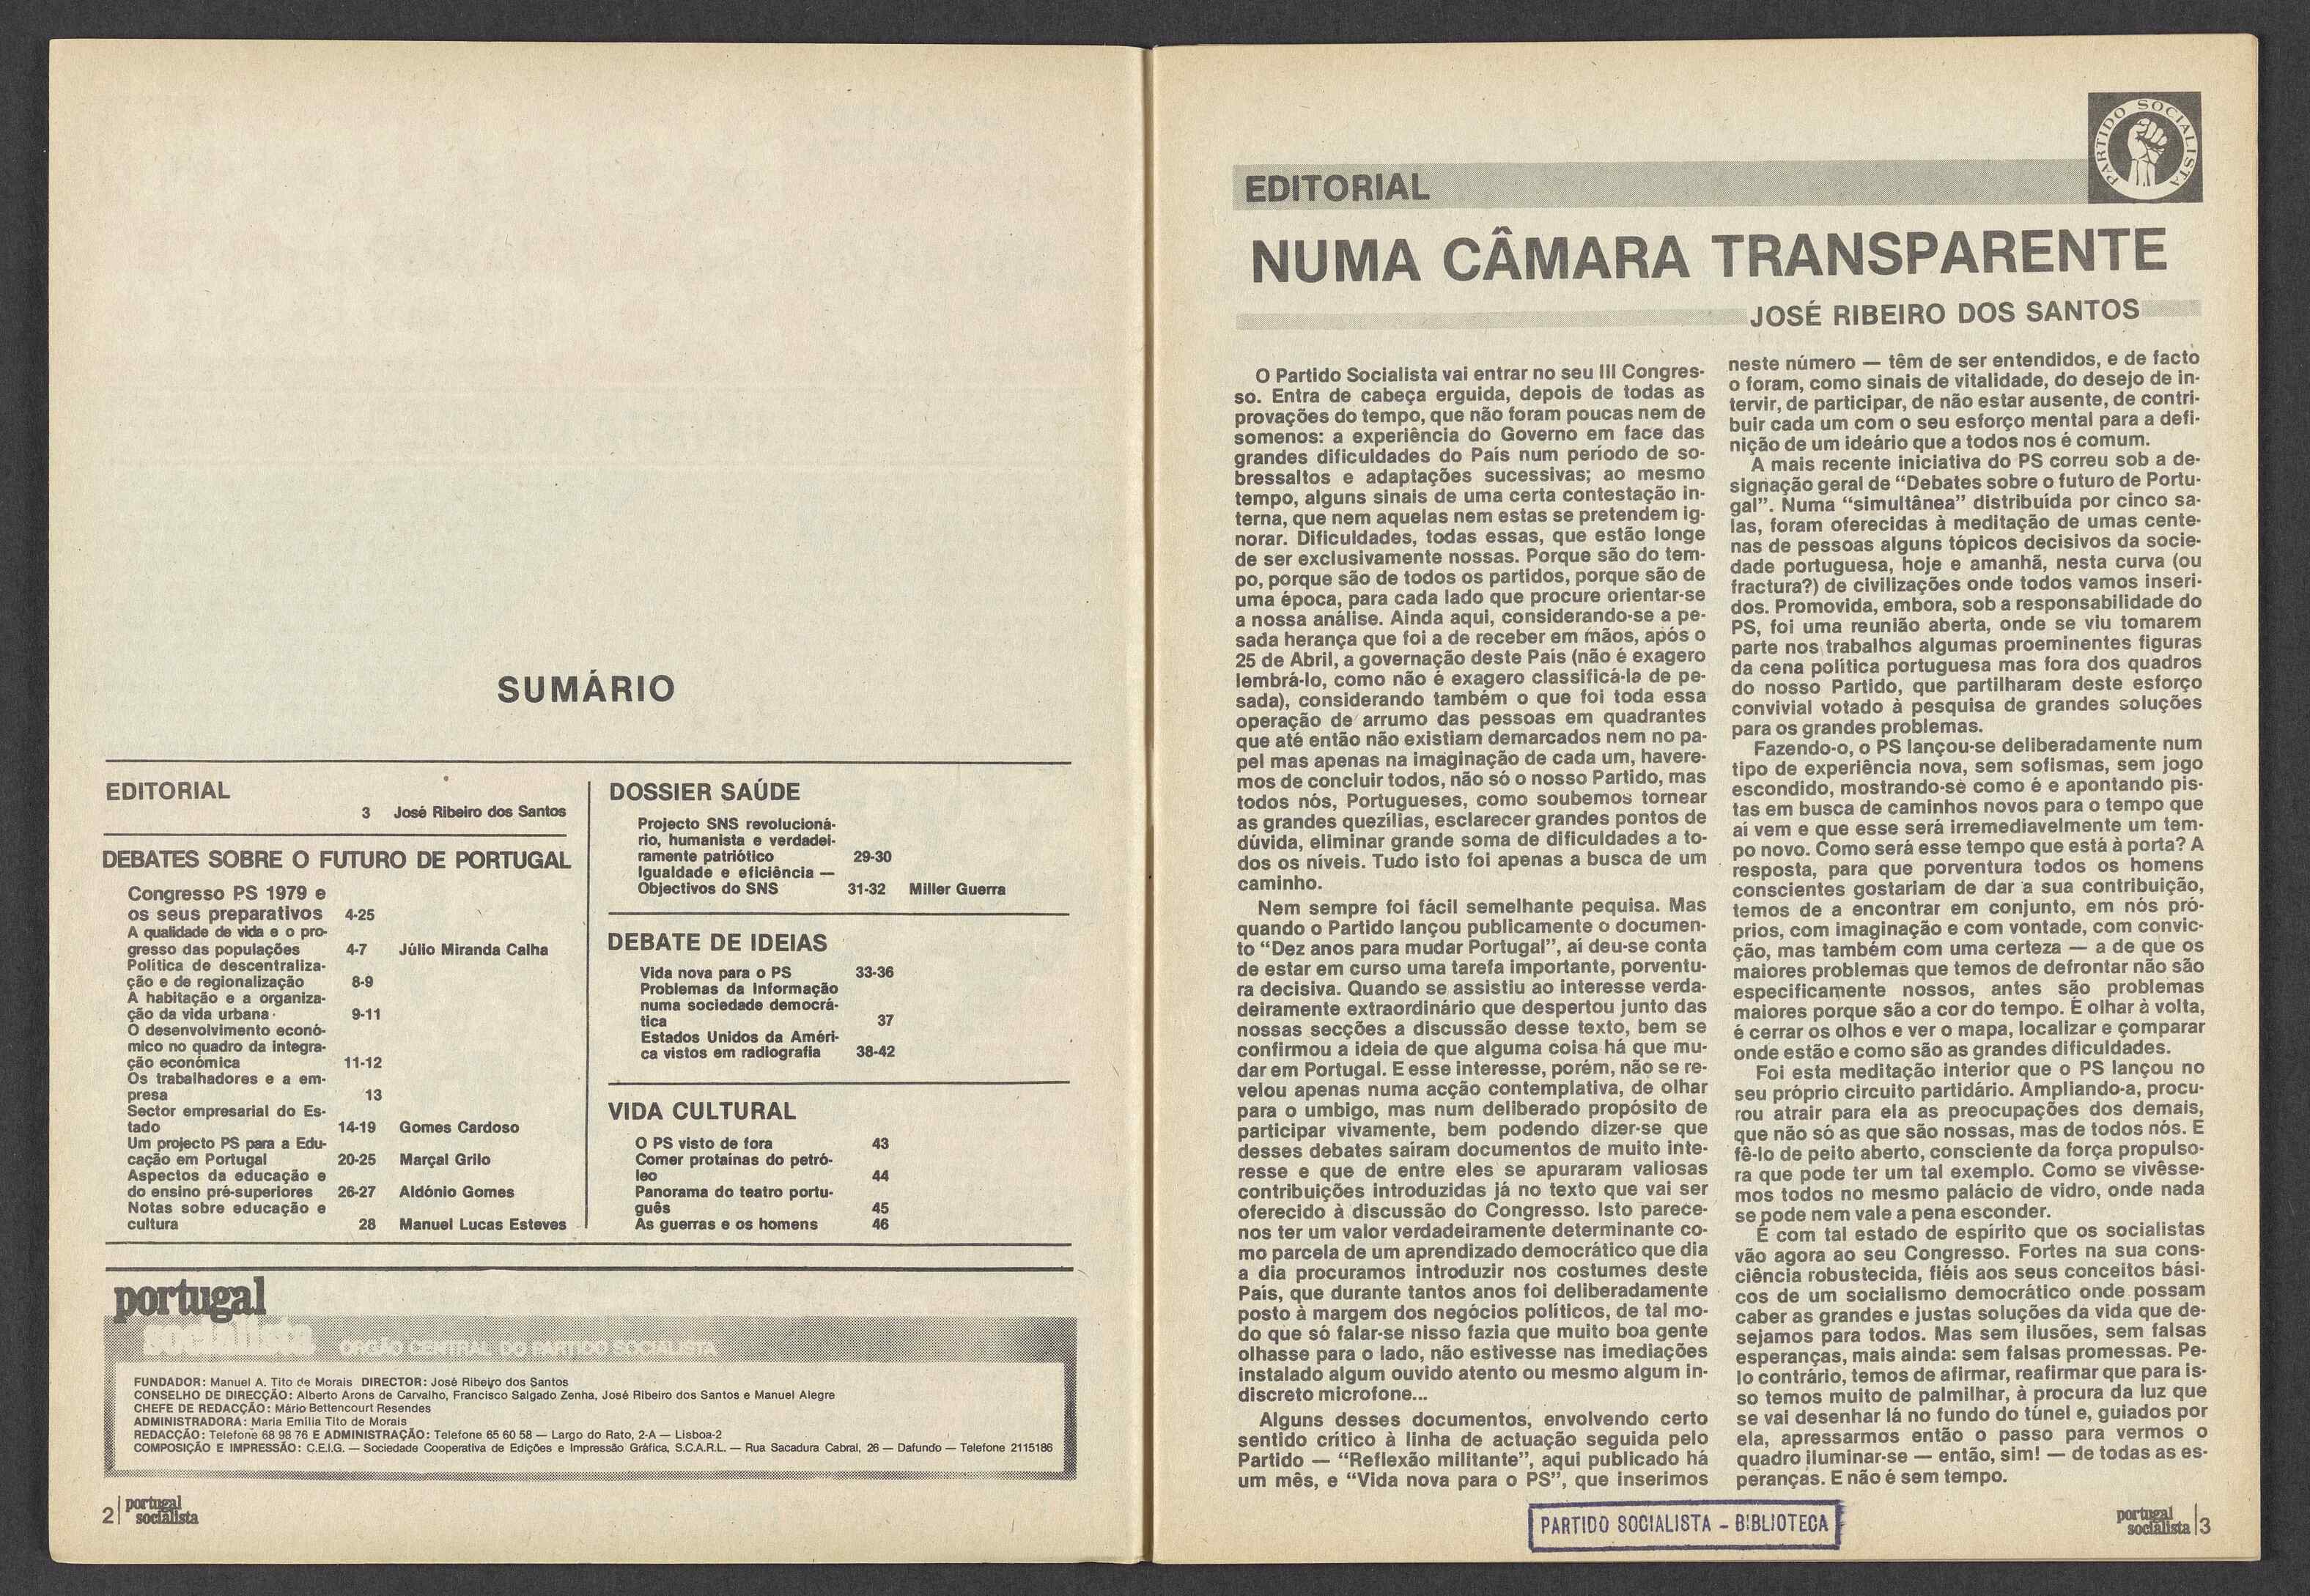 SUMÁRIO
EDITORIAL
3 José Ribeiro dos Santos
DEBATES SOBRE O FUTURO DE PORTUGAL
Congresso PS 1979 e
os seus preparativos 4-25
A qualidade de vida e o pro-
gresso das populações 4-7 Júlio Miranda Calha
Política de descentraliza-
ção e de regionalização 8-9
A habitação e a organiza-
ção da vida urbana 9-11
O desenvolvimento econó-
mico no quadro da integra-
ção económica 11-12
Os trabalhadores e a em-
presa 13
Sector empresarial do Es-
tado 14-19 Gomes Cardoso
Um projecto PS para a Edu-
cação em Portugal 20-25 Marçal Grilo
Aspectos da educação e
do ensino pré-superiores 26-27 Aldónio Gomes
Notas sobre educação e
cultura 28 Manuel Lucas Esteves
DOSSIER SAÚDE
Projecto SNS revolucioná-
rio, humanista e verdadei-
ramente patriótico 29-30
Igualdade e eficiência —
Objectivos do SNS 31-32 Miller Guerra
DEBATE DE IDEIAS
Vida nova para o PS 33-36
Problemas da Informação
numa sociedade democrá-
tica 37
Estados Unidos da Améri-
ca vistos em radiografia 38-42
VIDA CULTURAL
O PS visto de fora 43
Comer proteínas do petró-
leo 44
Panorama do teatro portu-
guês 45
As guerras e os homens 46
portugal
socialista ORGÃO CENTRAL DO PARTIDO SOCIALISTA
FUNDADOR: Manuel A. Tito de Morais DIRECTOR: José Ribeiro dos Santos
CONSELHO DE DIRECÇÃO: Alberto Arons de Carvalho, Francisco Salgado Zenha, José Ribeiro dos Santos e Manuel Alegre
CHEFE DE REDACÇÃO: Mário Bettencourt Resendes
ADMINISTRADORA: Maria Emília Tito de Morais
REDACÇÃO: Telefone 68 98 76 E ADMINISTRAÇÃO: Telefone 65 60 58 — Largo do Rato, 2-A — Lisboa-2
COMPOSIÇÃO E IMPRESSÃO: C.E.I.G. — Sociedade Cooperativa de Edições e Impressão Gráfica, S.C.A.R.L. — Rua Sacadura Cabral, 26 — Dafundo — Telefone 2115186
2 portugal
socialista
PARTIDO SOCIALISTA
EDITORIAL
NUMA CÂMARA TRANSPARENTE
JOSÉ RIBEIRO DOS SANTOS
O Partido Socialista vai entrar no seu III Congres-
so. Entra de cabeça erguida, depois de todas as
provações do tempo, que não foram poucas nem de
somenos: a experiência do Governo em face das
grandes dificuldades do País num período de so-
bressaltos e adaptações sucessivas; ao mesmo
tempo, alguns sinais de uma certa contestação in-
terna, que nem aquelas nem estas se pretendem ig-
norar. Dificuldades, todas essas, que estão longe
de ser exclusivamente nossas. Porque são do tem-
po, porque são de todos os partidos, porque são de
uma época, para cada lado que procure orientar-se
a nossa análise. Ainda aqui, considerando-se a pe-
sada herança que foi a de receber em mãos, após o
25 de Abril, a governação deste País (não é exagero
lembrá-lo, como não é exagero classificá-la de pe-
sada), considerando também o que foi toda essa
operação de arrumo das pessoas em quadrantes
que até então não existiam demarcados nem no pa-
pel mas apenas na imaginação de cada um, havere-
mos de concluir todos, não só o nosso Partido, mas
todos nós, Portugueses, como soubemos tornear
as grandes quezílias, esclarecer grandes pontos de
dúvida, eliminar grande soma de dificuldades a to-
dos os níveis. Tudo isto foi apenas a busca de um
caminho.
Nem sempre foi fácil semelhante pequisa. Mas
quando o Partido lançou publicamente o documen-
to “Dez anos para mudar Portugal”, aí deu-se conta
de estar em curso uma tarefa importante, porventu-
ra decisiva. Quando se assistiu ao interesse verda-
deiramente extraordinário que despertou junto das
nossas secções a discussão desse texto, bem se
confirmou a ideia de que alguma coisa há que mu-
dar em Portugal. E esse interesse, porém, não se re-
velou apenas numa acção contemplativa, de olhar
para o umbigo, mas num deliberado propósito de
participar vivamente, bem podendo dizer-se que
desses debates saíram documentos de muito inte-
resse e que de entre eles se apuraram valiosas
contribuições introduzidas já no texto que vai ser
oferecido à discussão do Congresso. Isto parece-
nos ter um valor verdadeiramente determinante co-
mo parcela de um aprendizado democrático que dia
a dia procuramos introduzir nos costumes deste
País, que durante tantos anos foi deliberadamente
posto à margem dos negócios políticos, de tal mo-
do que só falar-se nisso fazia que muito boa gente
olhasse para o lado, não estivesse nas imediações
instalado algum ouvido atento ou mesmo algum in-
discreto microfone...
Alguns desses documentos, envolvendo certo
sentido crítico à linha de actuação seguida pelo
Partido — “Reflexão militante”, aqui publicado há
um mês, e “Vida nova para o PS”, que inserimos
neste número — têm de ser entendidos, e de facto
o foram, como sinais de vitalidade, do desejo de in-
tervir, de participar, de não estar ausente, de contri-
buir cada um com o seu esforço mental para a defi-
nição de um ideário que a todos nos é comum.
A mais recente iniciativa do PS correu sob a de-
signação geral de “Debates sobre o futuro de Portu-
gal”. Numa “simultânea” distribuída por cinco sa-
las, foram oferecidas à meditação de umas cente-
nas de pessoas alguns tópicos decisivos da socie-
dade portuguesa, hoje e amanhã, nesta curva (ou
fractura?) de civilizações onde todos vamos inseri-
dos. Promovida, embora, sob a responsabilidade do
PS, foi uma reunião aberta, onde se viu tomarem
parte nos trabalhos algumas proeminentes figuras
da cena política portuguesa mas fora dos quadros
do nosso Partido, que partilharam deste esforço
convivial votado à pesquisa de grandes soluções
para os grandes problemas.
Fazendo-o, o PS lançou-se deliberadamente num
tipo de experiência nova, sem sofismas, sem jogo
escondido, mostrando-se como é e apontando pis-
tas em busca de caminhos novos para o tempo que
aí vem e que esse será irremediavelmente um tem-
po novo. Como será esse tempo que está à porta? A
resposta, para que porventura todos os homens
conscientes gostariam de dar a sua contribuição,
temos de a encontrar em conjunto, em nós pró-
prios, com imaginação e com vontade, com convic-
ção, mas também com uma certeza — a de que os
maiores problemas que temos de defrontar não são
especificamente nossos, antes são problemas
maiores porque são a cor do tempo. É olhar à volta,
é cerrar os olhos e ver o mapa, localizar e comparar
onde estão e como são as grandes dificuldades.
Foi esta meditação interior que o PS lançou no
seu próprio circuito partidário. Ampliando-a, procu-
rou atrair para ela as preocupações dos demais,
que não só as que são nossas, mas de todos nós. E
fê-lo de peito aberto, consciente da força propulso-
ra que pode ter um tal exemplo. Como se vivêsse-
mos todos no mesmo palácio de vidro, onde nada
se pode nem vale a pena esconder.
É com tal estado de espírito que os socialistas
vão agora ao seu Congresso. Fortes na sua cons-
ciência robustecida, fiéis aos seus conceitos bási-
cos de um socialismo democrático onde possam
caber as grandes e justas soluções da vida que de-
sejamos para todos. Mas sem ilusões, sem falsas
esperanças, mais ainda: sem falsas promessas. Pe-
lo contrário, temos de afirmar, reafirmar que para is-
so temos muito de palmilhar, à procura da luz que
se vai desenhar lá no fundo do túnel e, guiados por
ela, apressarmos então o passo para vermos o
quadro iluminar-se — então, sim! — de todas as es-
peranças. E não é sem tempo.
PARTIDO SOCIALISTA - BIBLIOTECA
portugal
socialista 3